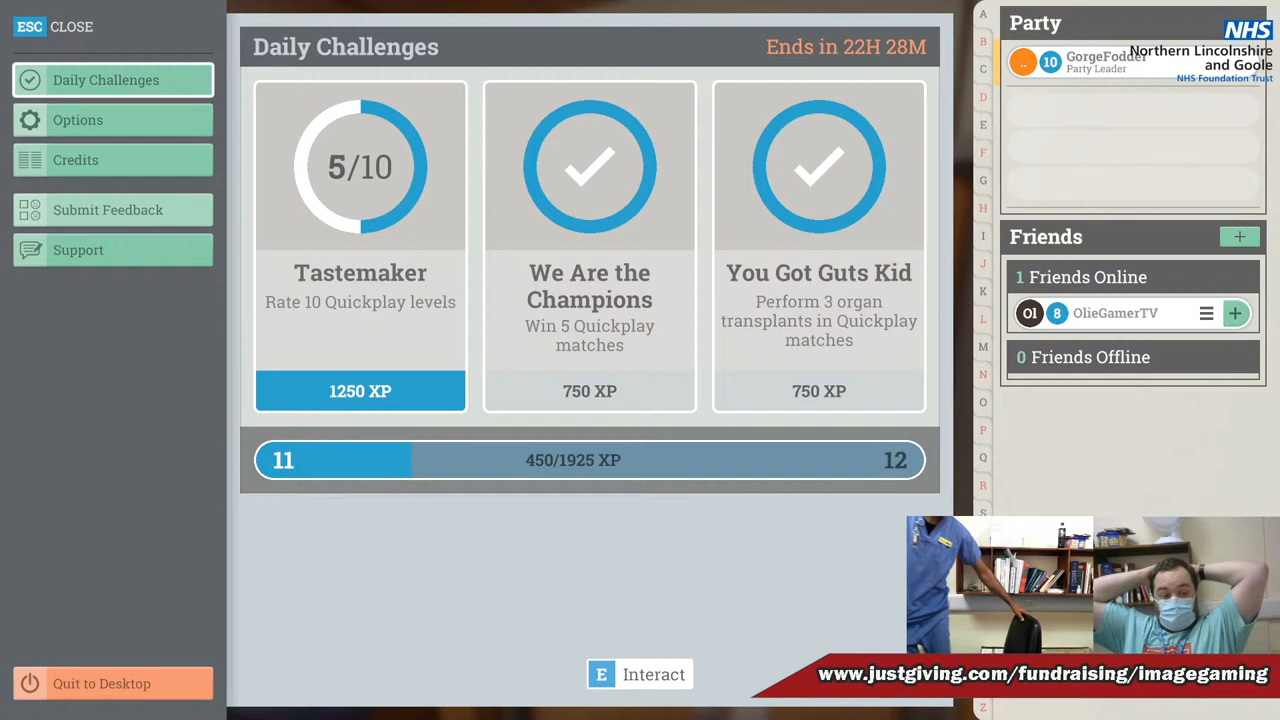 ESC CLOSE
Daily Challenges
Options
Credits
Submit Feedback
Support
Quit to Desktop
Daily Challenges
Ends in 22H 28M
5/10
Tastemaker
Rate 10 Quickplay levels
1250 XP
We Are the
Champions
Win 5 Quickplay
matches
750 XP
You Got Guts Kid
Perform 3 organ
transplants in Quickplay
matches
750 XP
11
450/1925 XP
12
E Interact
A
B
C
D
E
F
G
H
I
J
K
L
M
N
O
P
Q
R
S
Z
Party
NHS
Northern Lincolnshire
and Goole
NHS Foundation Trust
.. 10 GorgeFodder
Party Leader
Friends
+
1 Friends Online
Ol 8 OlieGamerTV
+
0 Friends Offline
www.justgiving.com/fundraising/imagegaming